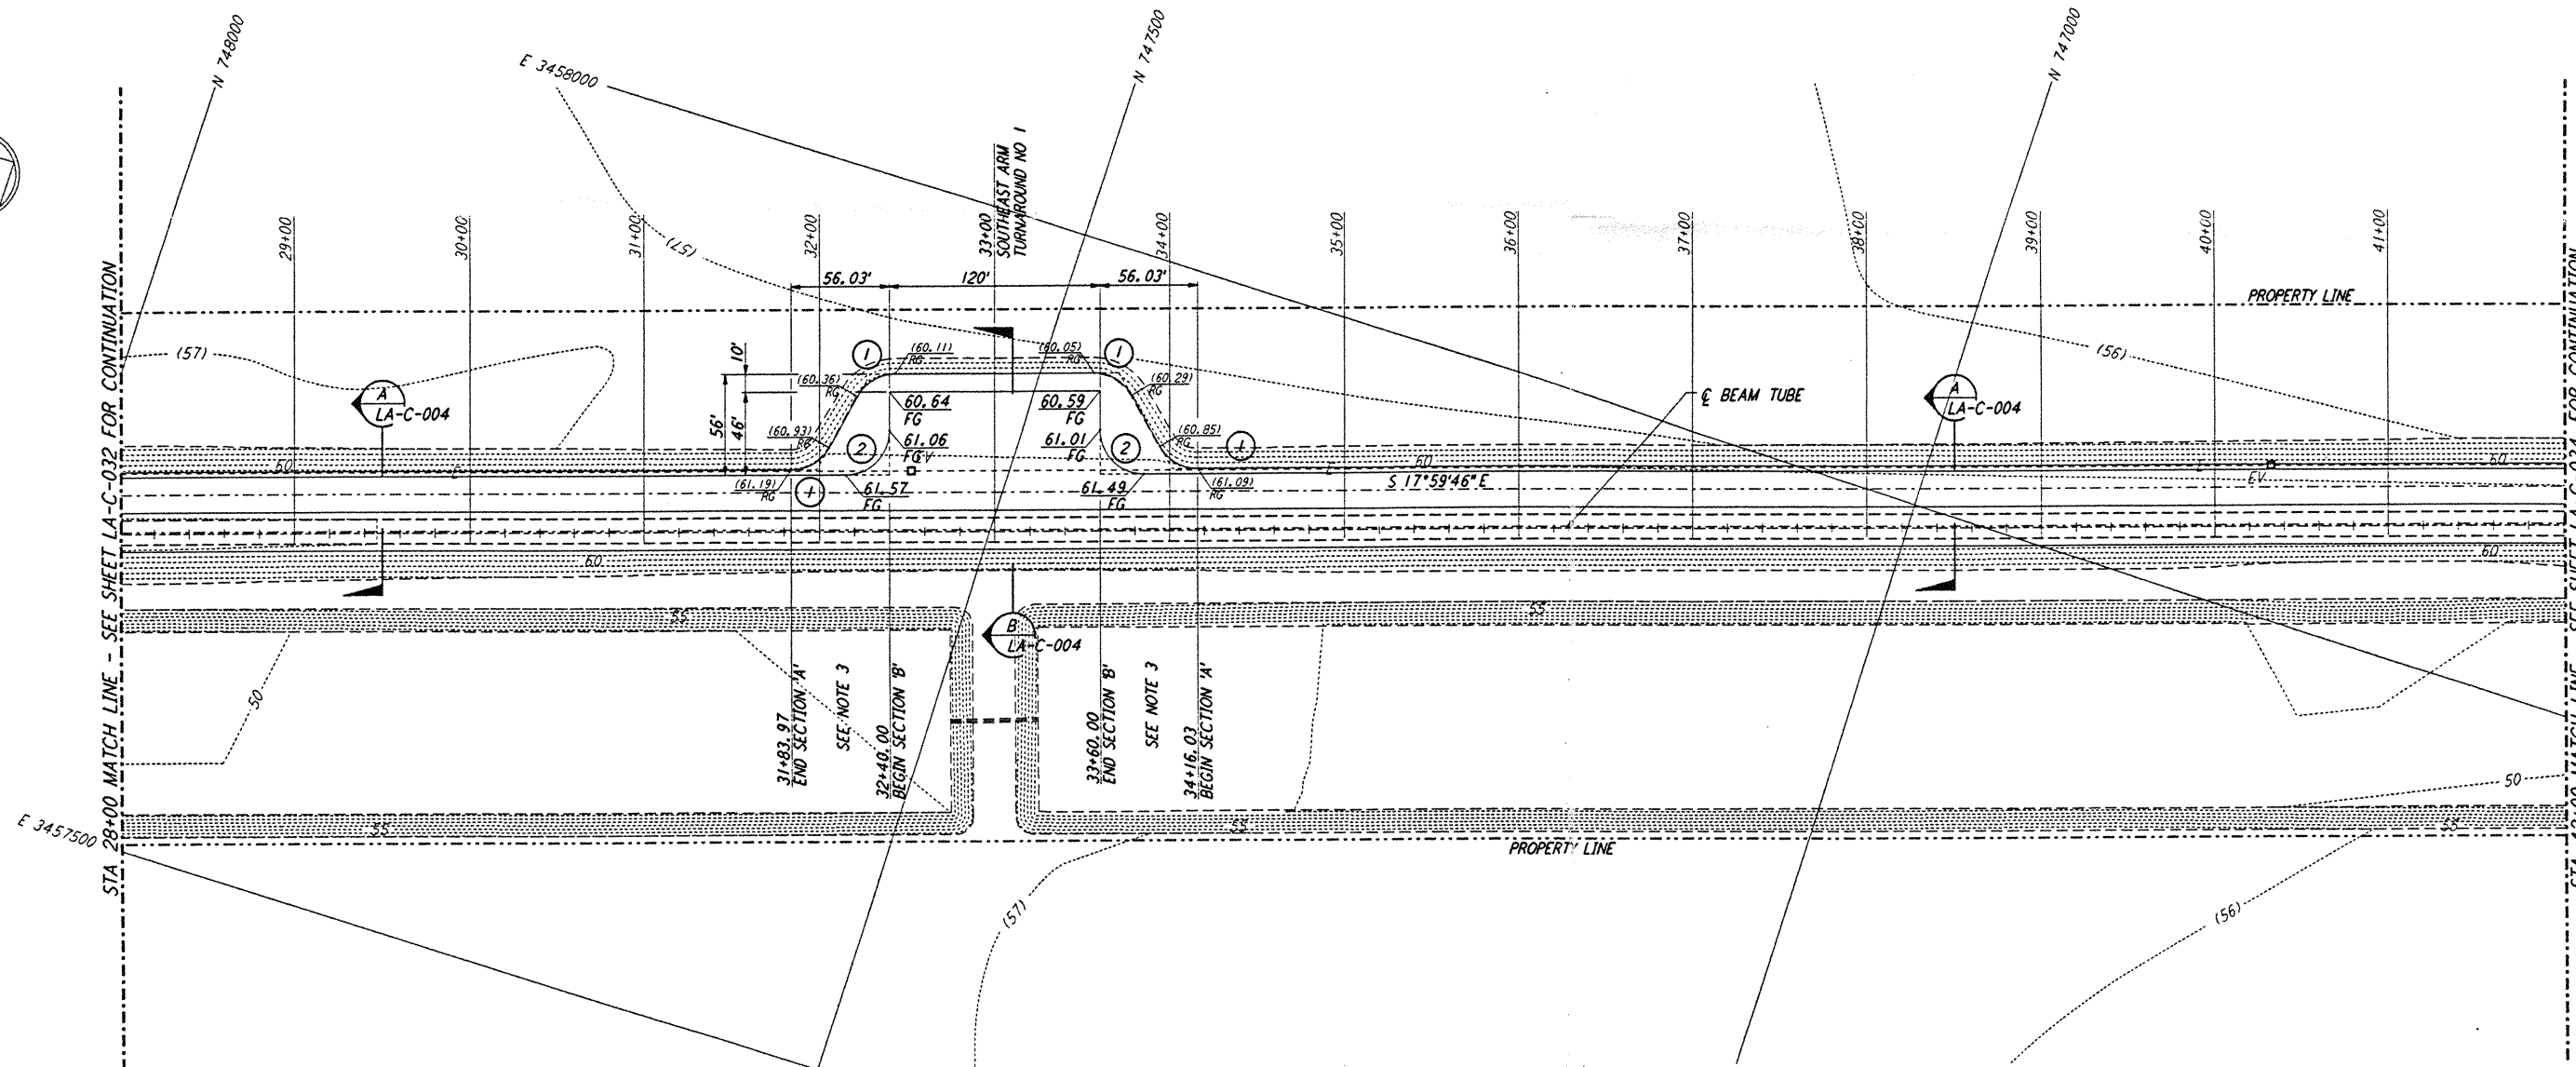 N 748000
E 3458000
N 747500
N 747000
SOUTHEAST ARM
TURNAROUND NO 1
29+00
30+00
31+00
32+00
33+00
34+00
35+00
36+00
37+00
38+00
39+00
40+00
41+00
(57)
56.03'
120'
56.03'
PROPERTY LINE
(57)
10'
56'
46'
1
(60.11)
RG
(60.05)
RG
1
(60.36)
RG
(60.29)
RG
(56)
A
LA-C-004
60.64
FG
60.59
FG
℄ BEAM TUBE
A
LA-C-004
(60.93)
RG
2
61.06
FG
EV
61.01
FG
2
(60.85)
RG
1
60
E
(61.19)
RG
1
61.57
FG
61.49
FG
(61.09)
RG
E
60
S 17°59'46" E
E
EV
60
60
60
55
55
B
LA-C-004
50
31+83.97
END SECTION 'A'
SEE NOTE 3
32+40.00
BEGIN SECTION 'B'
33+60.00
END SECTION 'B'
SEE NOTE 3
34+16.03
BEGIN SECTION 'A'
50
E 3457500
55
55
55
PROPERTY LINE
(57)
(56)
STA 28+00 MATCH LINE - SEE SHEET LA-C-032 FOR CONTINUATION